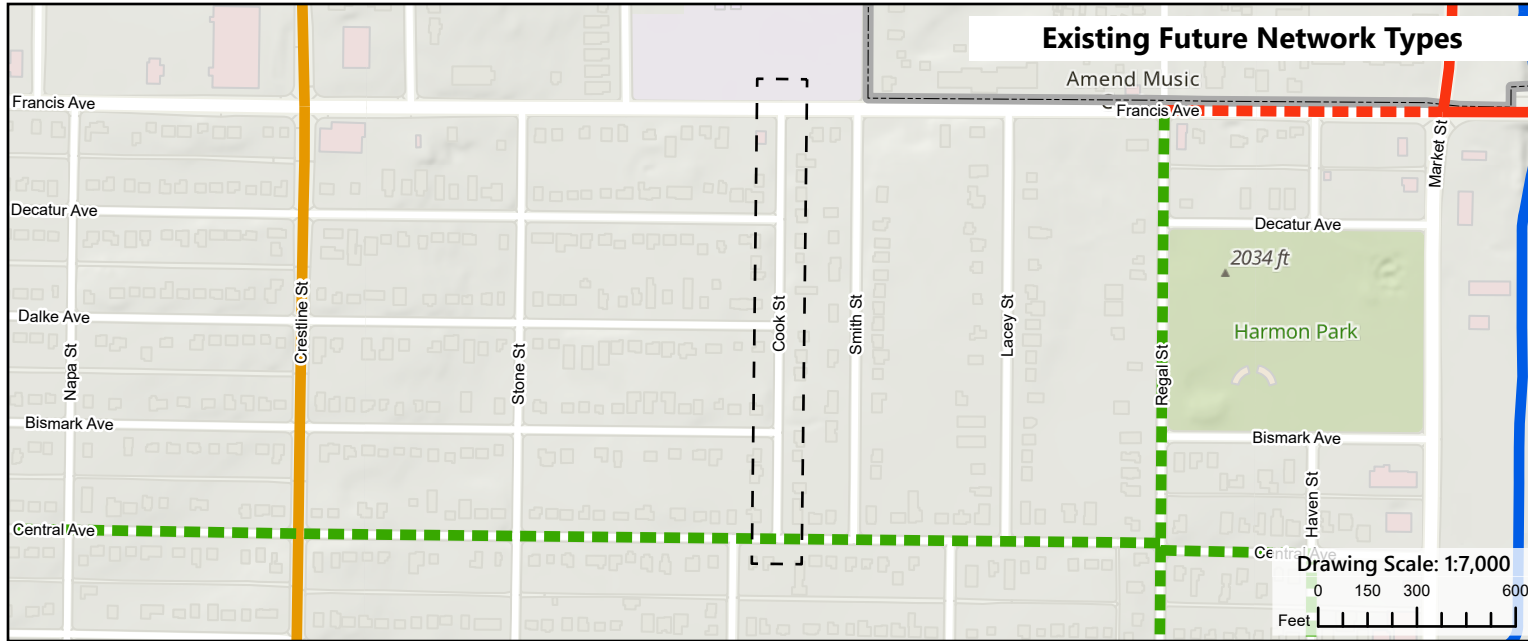 Existing Future Network Types
Amend Music
Francis Ave
Francis Ave
Market St
Decatur Ave
Decatur Ave
2034 ft
Harmon Park
Dalke Ave
Napa St
Crestline St
Stone St
Cook St
Smith St
Lacey St
Regal St
Bismark Ave
Bismark Ave
Haven St
Central Ave
Central Ave
Drawing Scale: 1:7,000
0 150 300 600
Feet